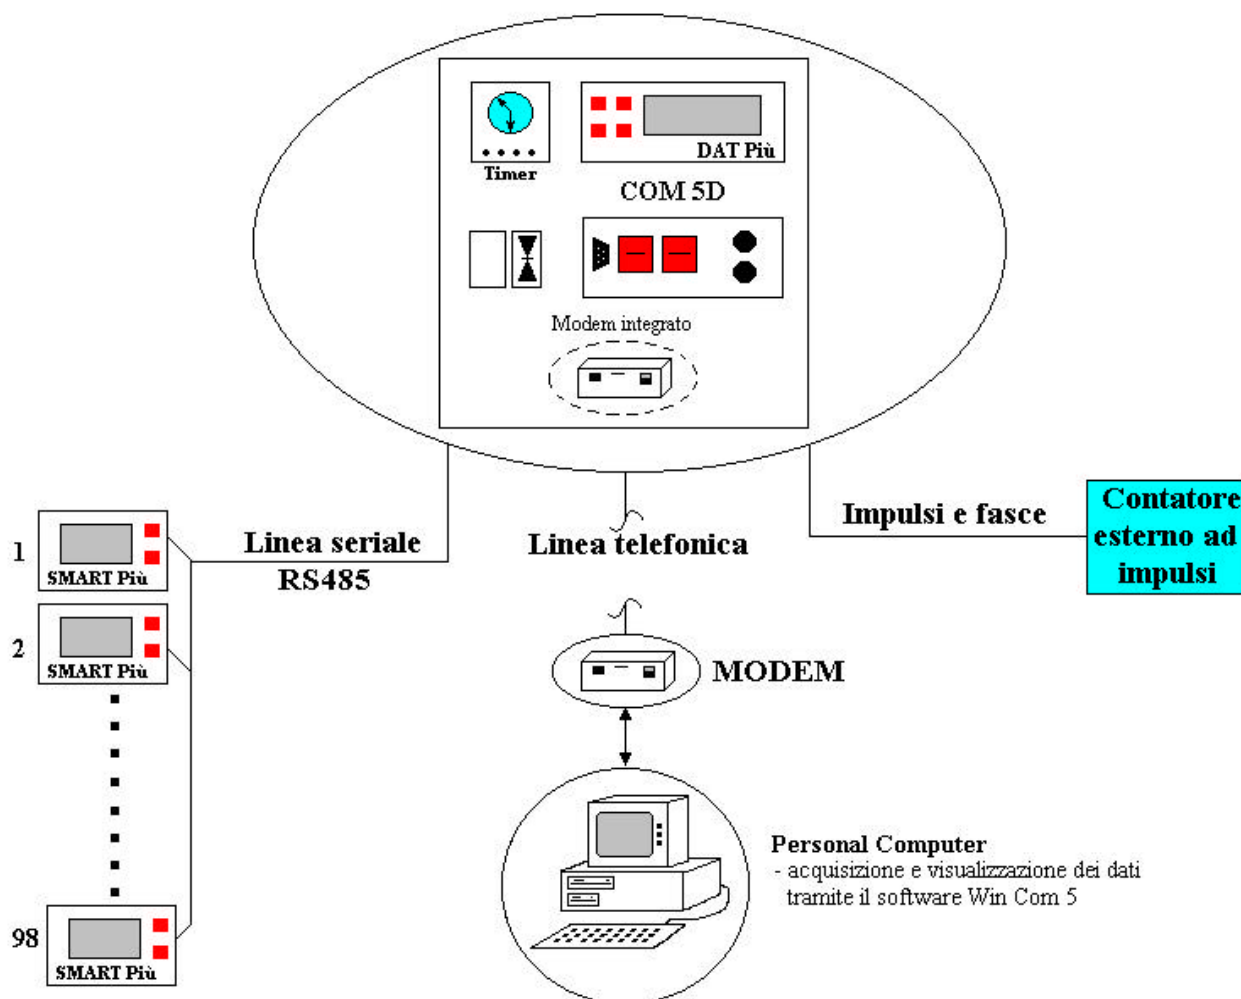 Timer
DAT Più
COM 5D
Modem integrato
Linea seriale
RS485
Linea telefonica
Impulsi e fasce
Contatore
esterno ad
impulsi
1
SMART Più
2
SMART Più
98
SMART Più
MODEM
Personal Computer
- acquisizione e visualizzazione dei dati
tramite il software Win Com 5